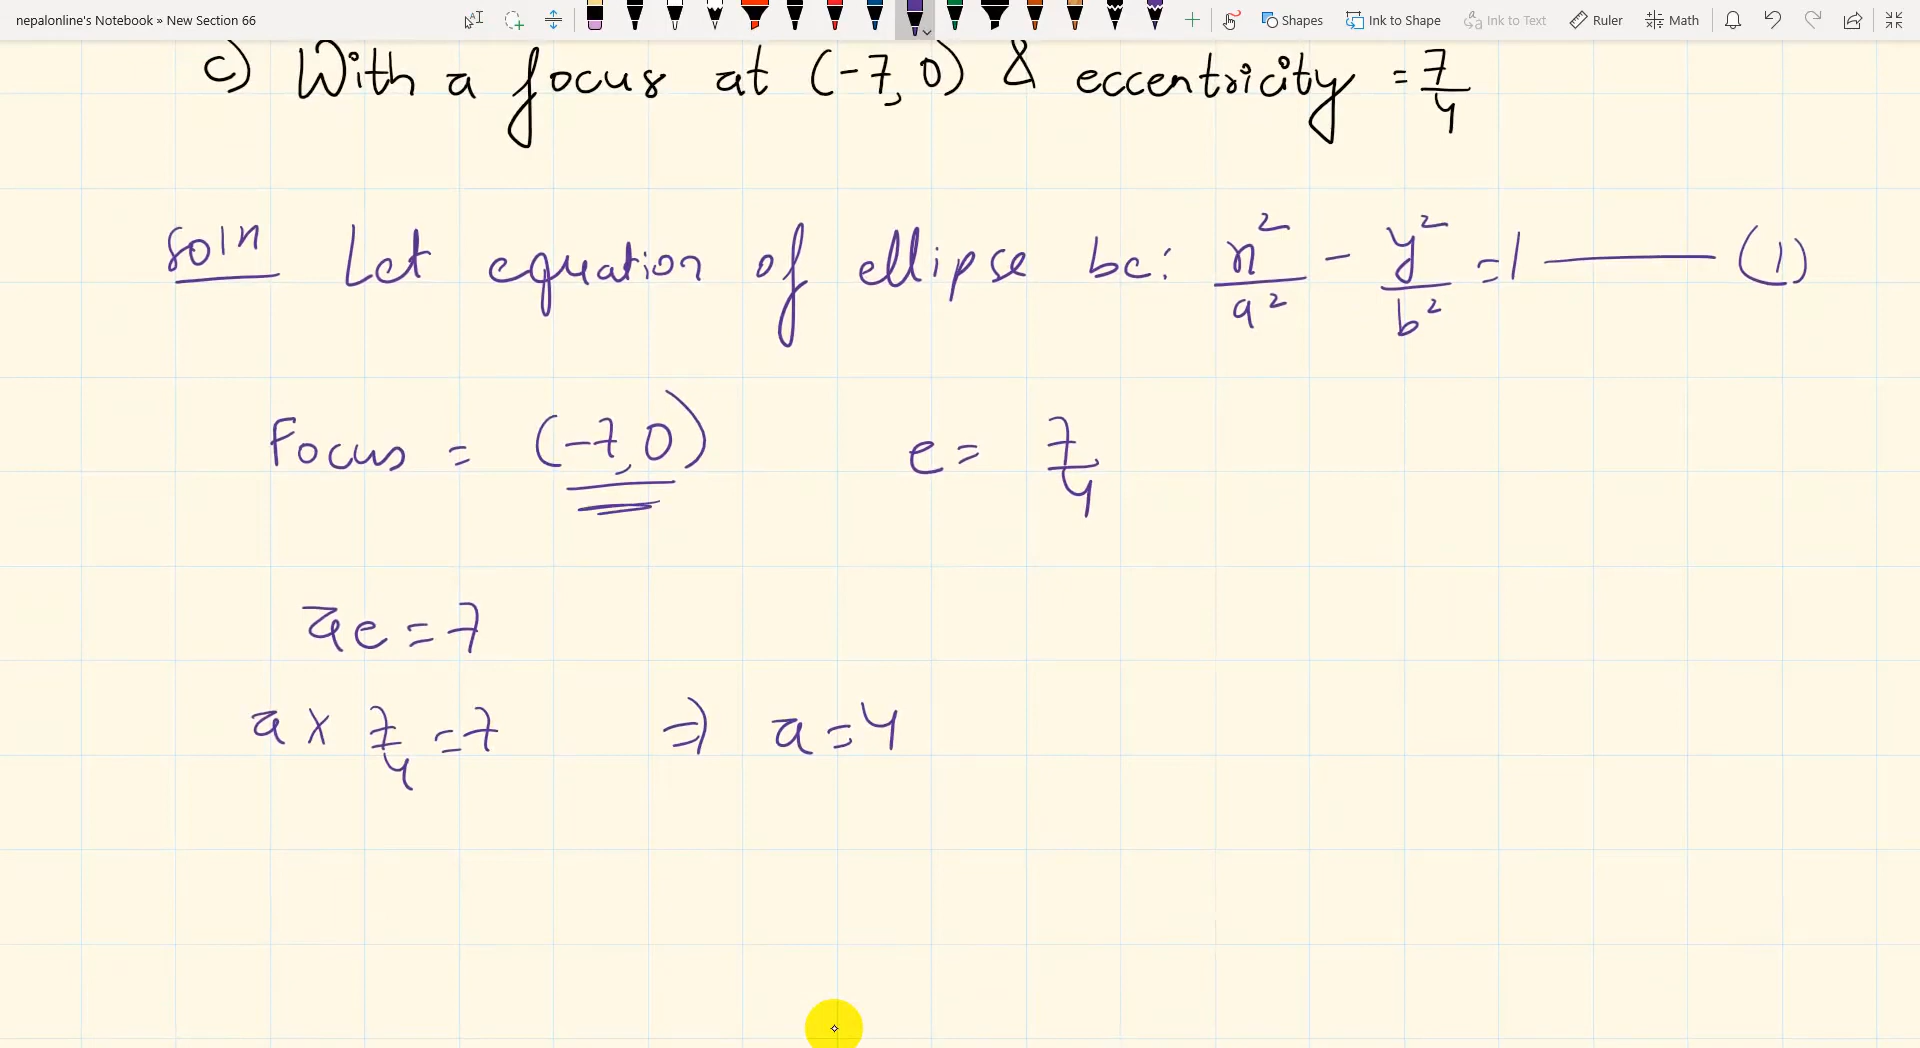 nepalonline's Notebook » New Section 66
Shapes Ink to Shape Ink to Text Ruler Math
c) With a focus at (-7, 0) & eccentricity = 7/4
Soln Let equation of ellipse be: x²/a² - y²/b² = 1 ——— (1)
Focus = (-7, 0) e = 7/4
ae = 7
a x 7/4 = 7 => a = 4